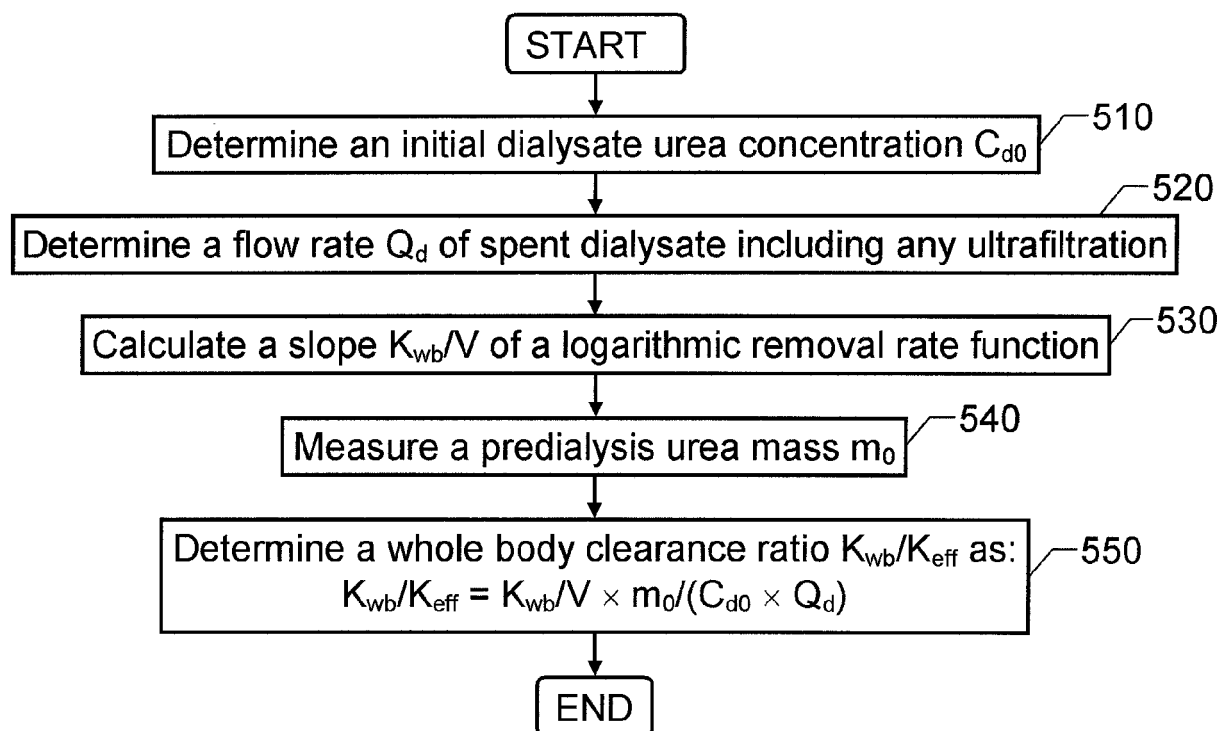 START
Determine an initial dialysate urea concentration C_d0
510
Determine a flow rate Q_d of spent dialysate including any ultrafiltration
520
Calculate a slope K_wb/V of a logarithmic removal rate function
530
Measure a predialysis urea mass m_0
540
Determine a whole body clearance ratio K_wb/K_eff as:
K_wb/K_eff = K_wb/V × m_0/(C_d0 × Q_d)
550
END